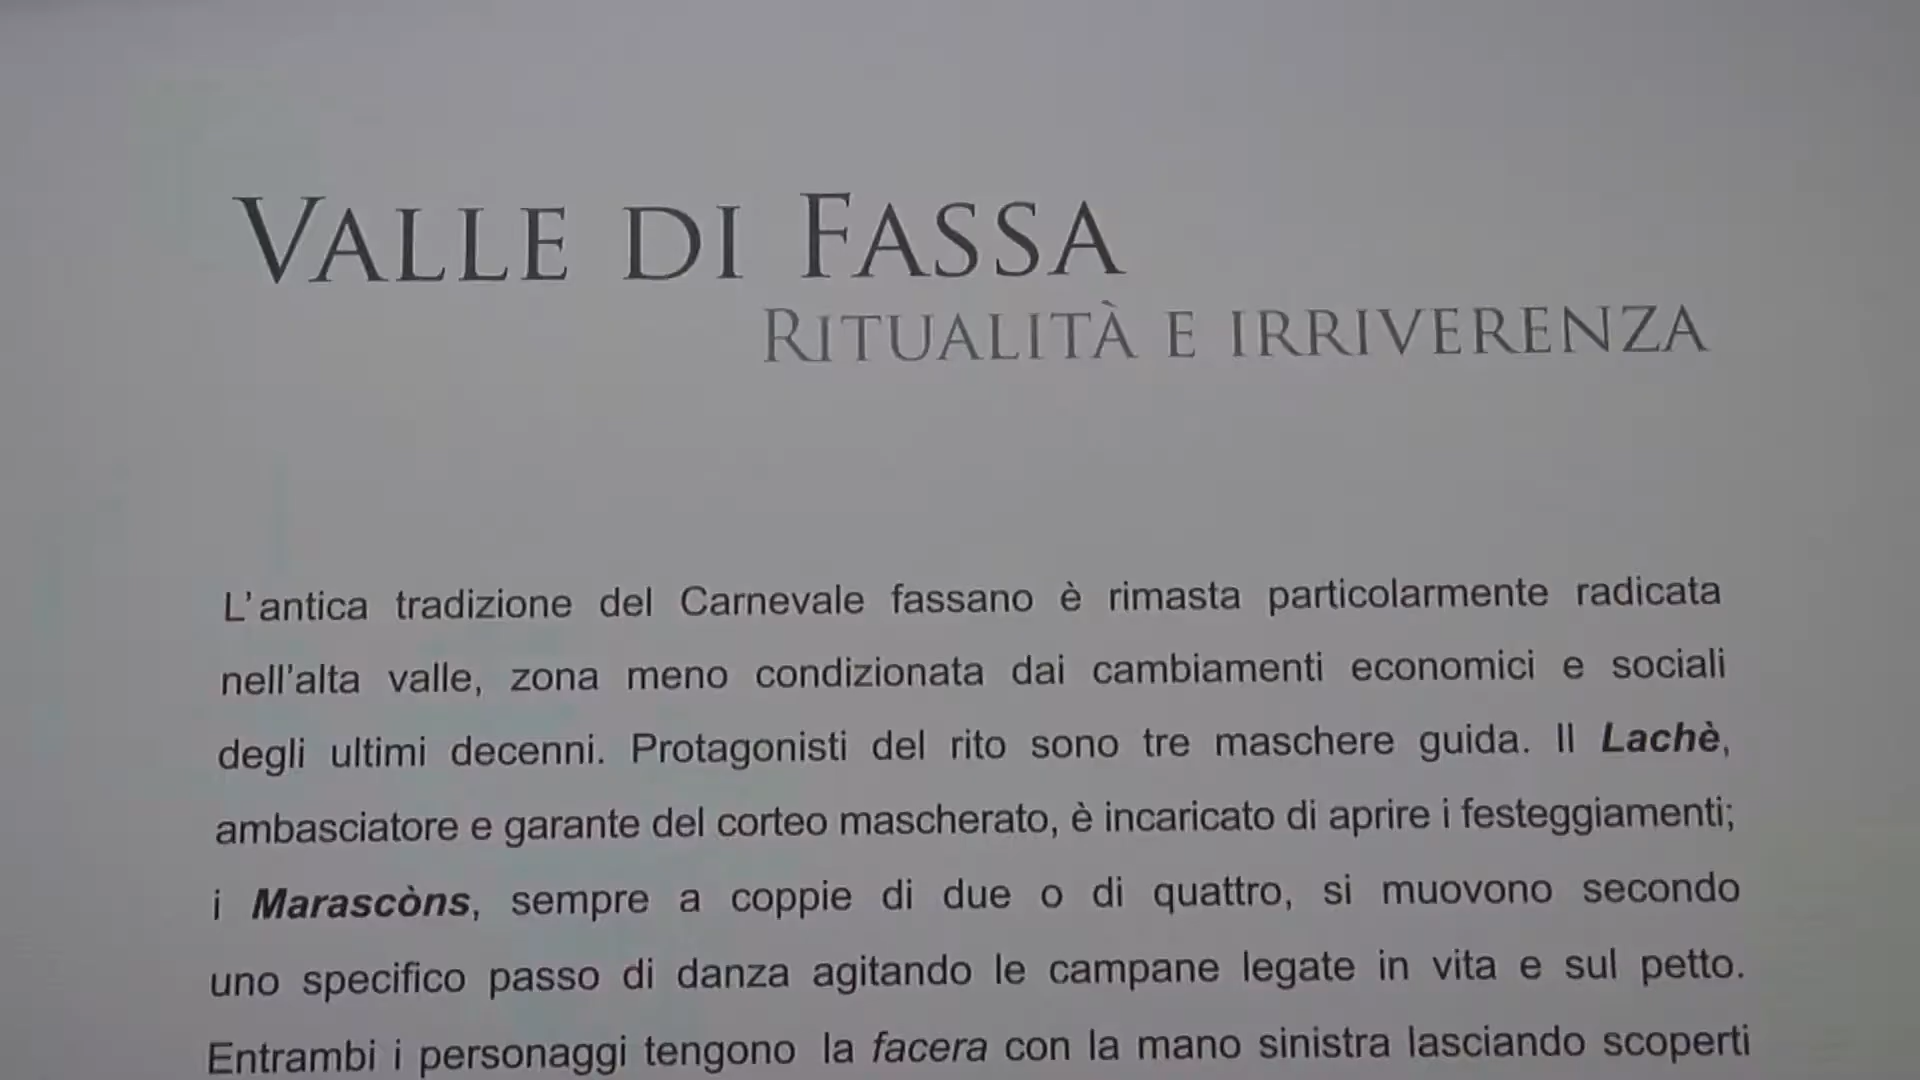 VALLE DI FASSA
RITUALITÀ E IRRIVERENZA
L'antica tradizione del Carnevale fassano è rimasta particolarmente radicata
nell'alta valle, zona meno condizionata dai cambiamenti economici e sociali
degli ultimi decenni. Protagonisti del rito sono tre maschere guida. Il Lachè,
ambasciatore e garante del corteo mascherato, è incaricato di aprire i festeggiamenti;
i Marascòns, sempre a coppie di due o di quattro, si muovono secondo
uno specifico passo di danza agitando le campane legate in vita e sul petto.
Entrambi i personaggi tengono la facera con la mano sinistra lasciando scoperti